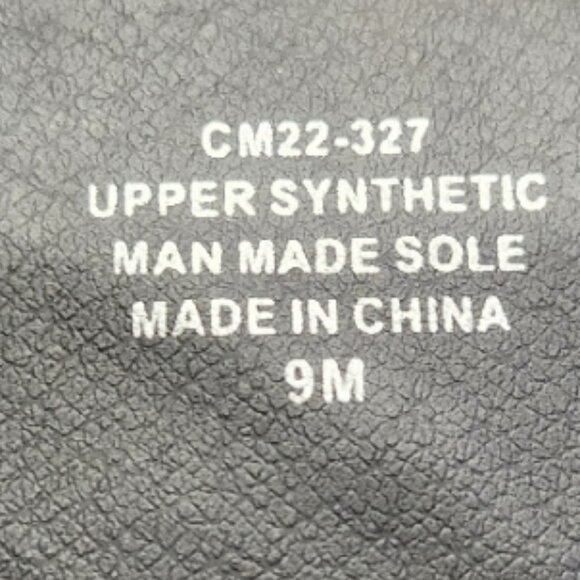 CM22-327
UPPER SYNTHETIC
MAN MADE SOLE
MADE IN CHINA
9M